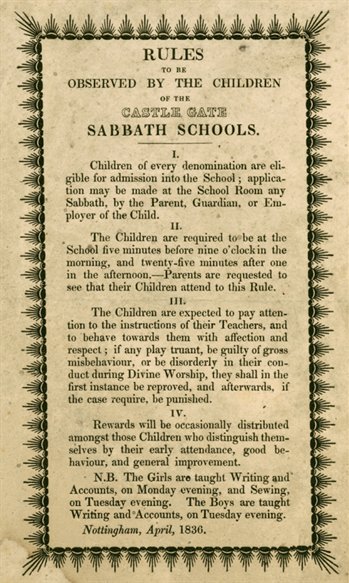 RULES
TO BE
OBSERVED BY THE CHILDREN
OF THE
CASTLE GATE
SABBATH SCHOOLS.
I.
Children of every denomination are eli-
gible for admission into the School ; applica-
tion may be made at the School Room any
Sabbath, by the Parent, Guardian, or Em-
ployer of the Child.
II.
The Children are required to be at the
School five minutes before nine o'clock in the
morning, and twenty-five minutes after one
in the afternoon.—Parents are requested to
see that their Children attend to this Rule.
III.
The Children are expected to pay atten-
tion to the instructions of their Teachers, and
to behave towards them with affection and
respect ; if any play truant, be guilty of gross
misbehaviour, or be disorderly in their con-
duct during Divine Worship, they shall in the
first instance be reproved, and afterwards, if
the case require, be punished.
IV.
Rewards will be occasionally distributed
amongst those Children who distinguish them-
selves by their early attendance, good be-
haviour, and general improvement.
N.B. The Girls are taught Writing and
Accounts, on Monday evening, and Sewing,
on Tuesday evening. The Boys are taught
Writing and Accounts, on Tuesday evening.
Nottingham, April, 1836.